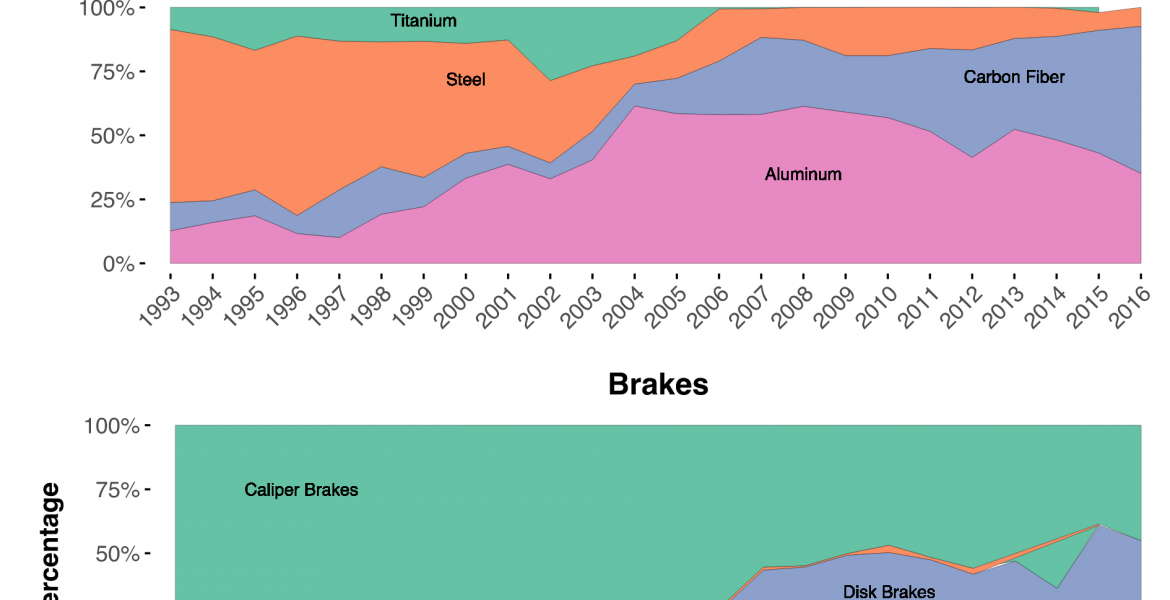 100%
Titanium
75%
Steel
Carbon Fiber
50%
Aluminum
25%
0%
1993 1994 1995 1996 1997 1998 1999 2000 2001 2002 2003 2004 2005 2006 2007 2008 2009 2010 2011 2012 2013 2014 2015 2016
Brakes
100%
75%
Caliper Brakes
50%
Disk Brakes
ercentage